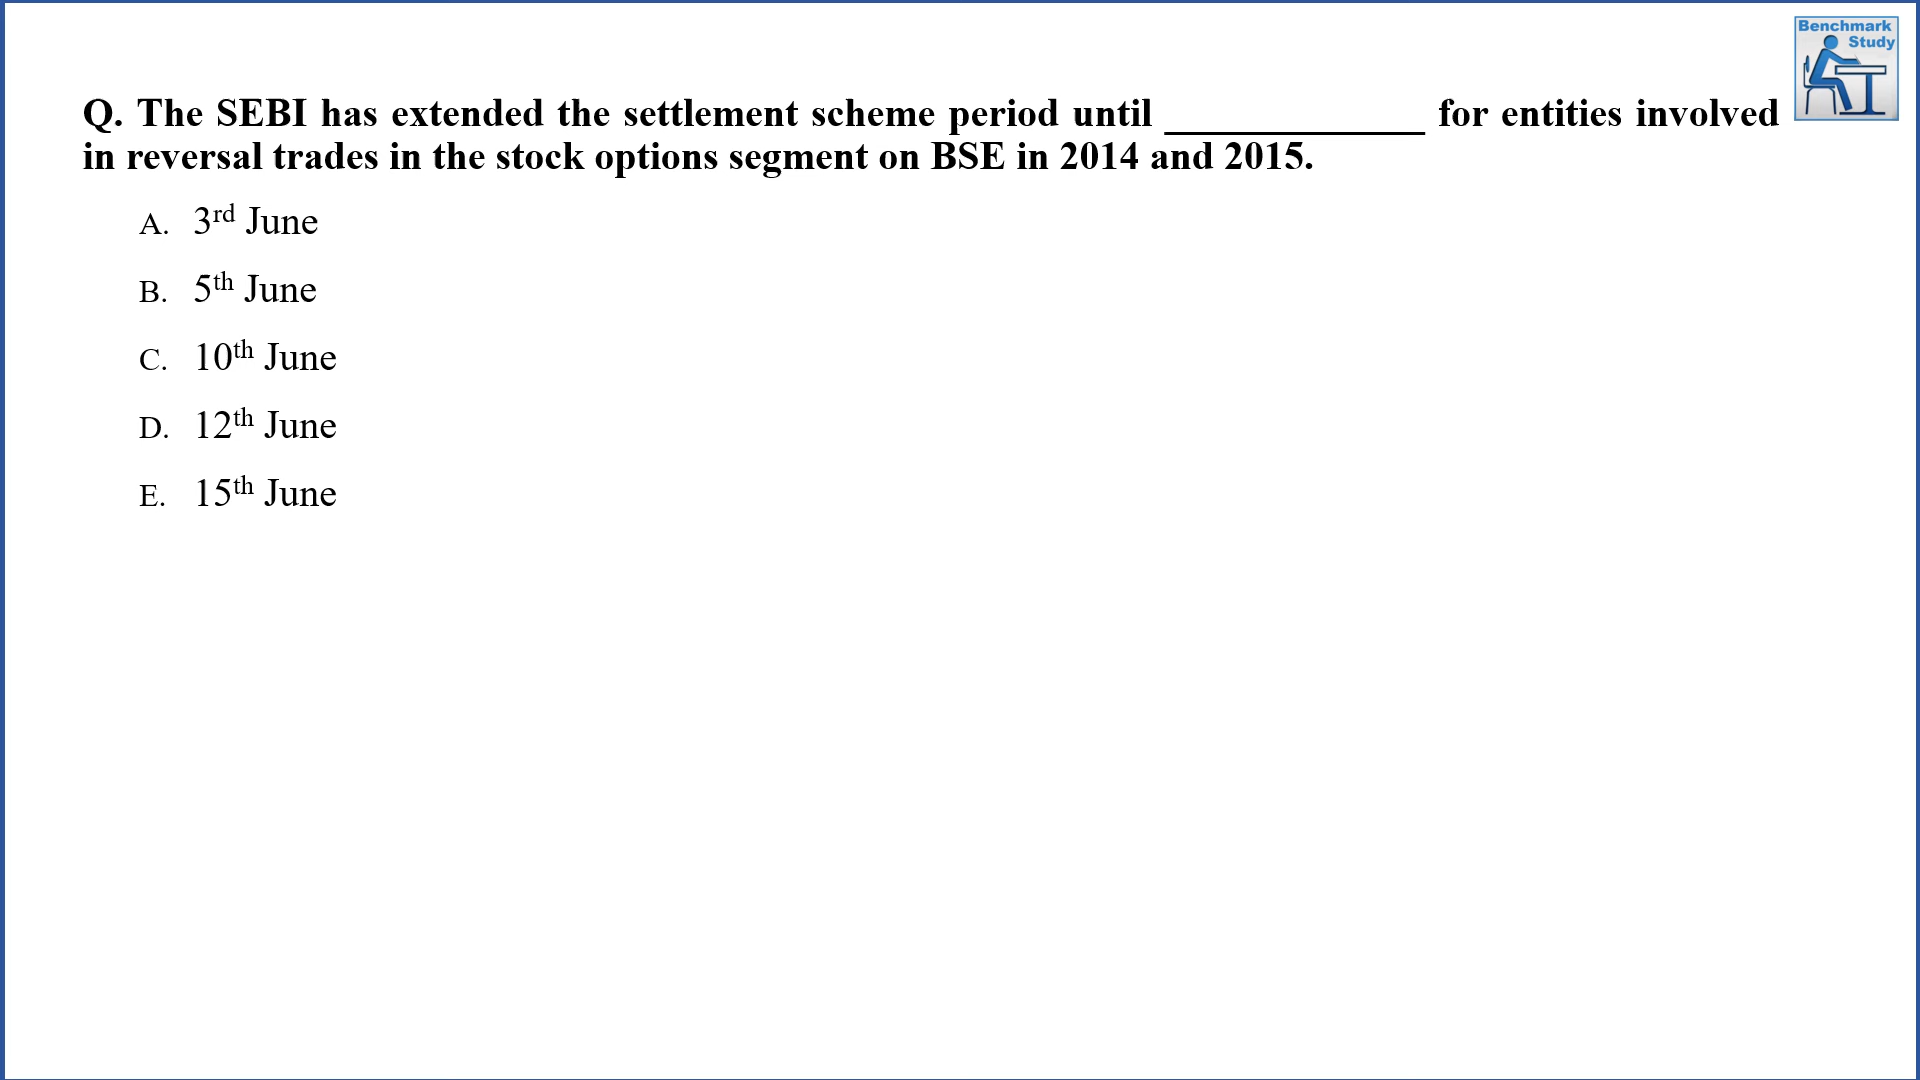 Benchmark
Study
Q. The SEBI has extended the settlement scheme period until _____________ for entities involved
in reversal trades in the stock options segment on BSE in 2014 and 2015.
A. 3rd June
B. 5th June
C. 10th June
D. 12th June
E. 15th June